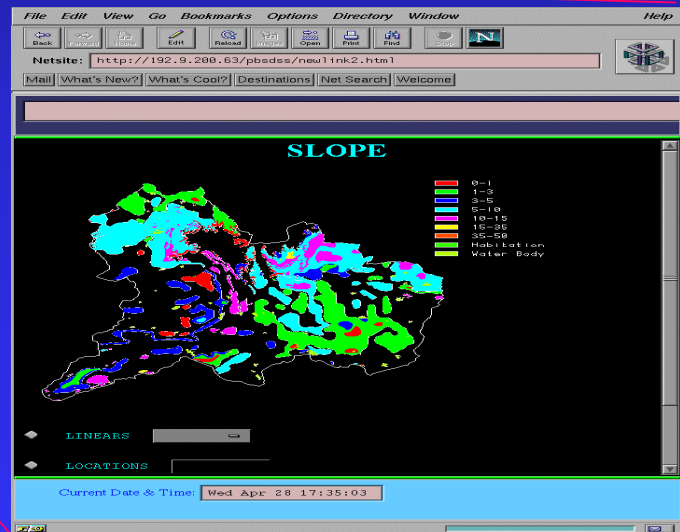 File Edit View Go Bookmarks Options Directory Window Help
Back Forward Home Edit Reload Images Open Print Find Stop N
Netsite: http://192.9.200.63/pbsdss/newlink2.html
Mail What's New? What's Cool? Destinations Net Search Welcome
SLOPE
0-1
1-3
3-5
5-10
10-15
15-35
35-50
Habitation
Water Body
LINEARS
LOCATIONS
Current Date & Time: Wed Apr 28 17:35:03